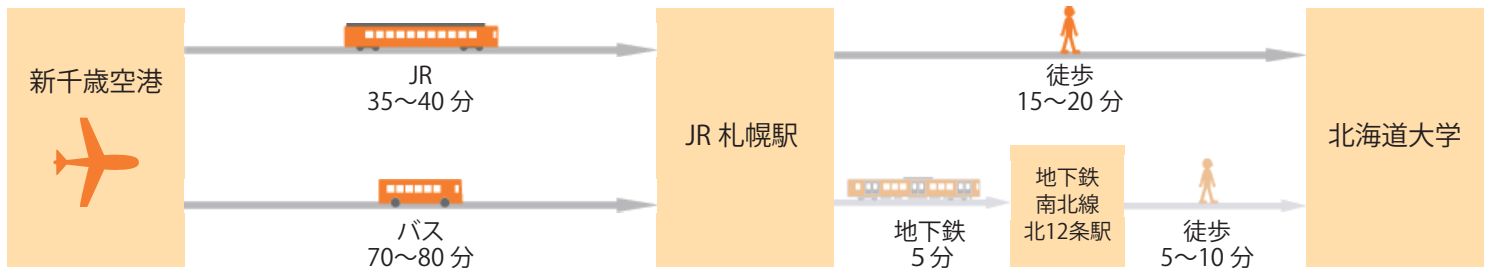 新千歳空港
JR
35～40 分
バス
70～80 分
JR 札幌駅
徒歩
15～20 分
地下鉄
5 分
地下鉄
南北線
北12条駅
徒歩
5～10 分
北海道大学